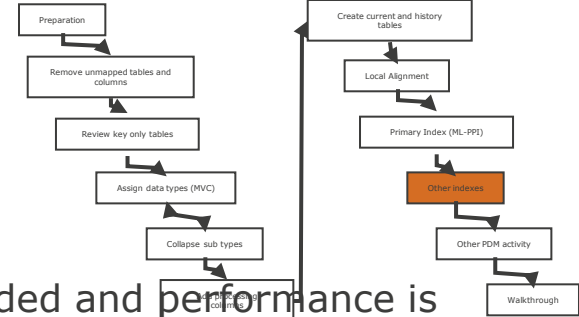 Preparation
Remove unmapped tables and
columns
Review key only tables
Assign data types (MVC)
Collapse sub types
Add processing
columns
Create current and history
tables
Local Alignment
Primary Index (ML-PPI)
Other indexes
Other PDM activity
Walkthrough
ded and performance is